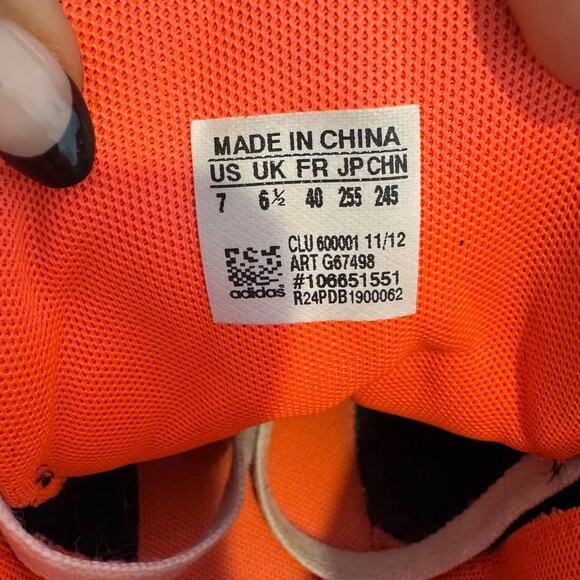 MADE IN CHINA
US UK FR JP CHN
7 6½ 40 255 245
CLU 600001 11/12
ART G67498
#106651551
adidas R24PDB1900062